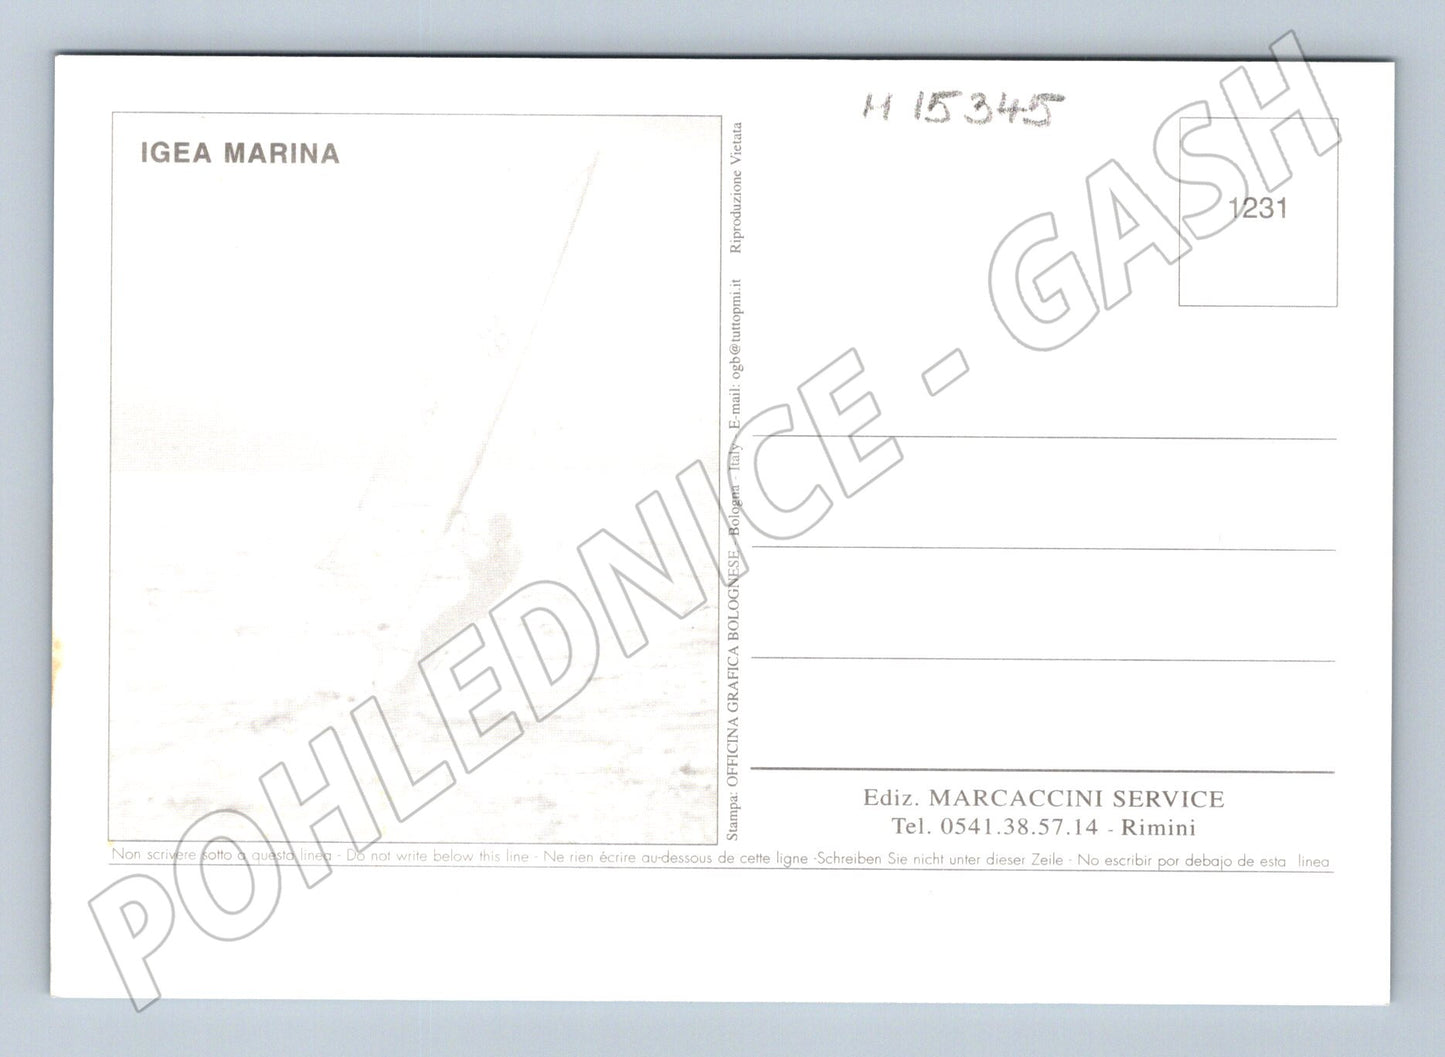 H 15345
IGEA MARINA
1231
Stampa: OFFICINA GRAFICA BOLOGNESE - Bologna - Italy - E-mail: ogb@tuttopmi.it Riproduzione Vietata
Ediz. MARCACCINI SERVICE
Tel. 0541.38.57.14 - Rimini
Non scrivere sotto a questa linea - Do not write below this line - Ne rien écrire au-dessous de cette ligne -Schreiben Sie nicht unter dieser Zeile - No escribir por debajo de esta linea
POHLEDNICE - GASH